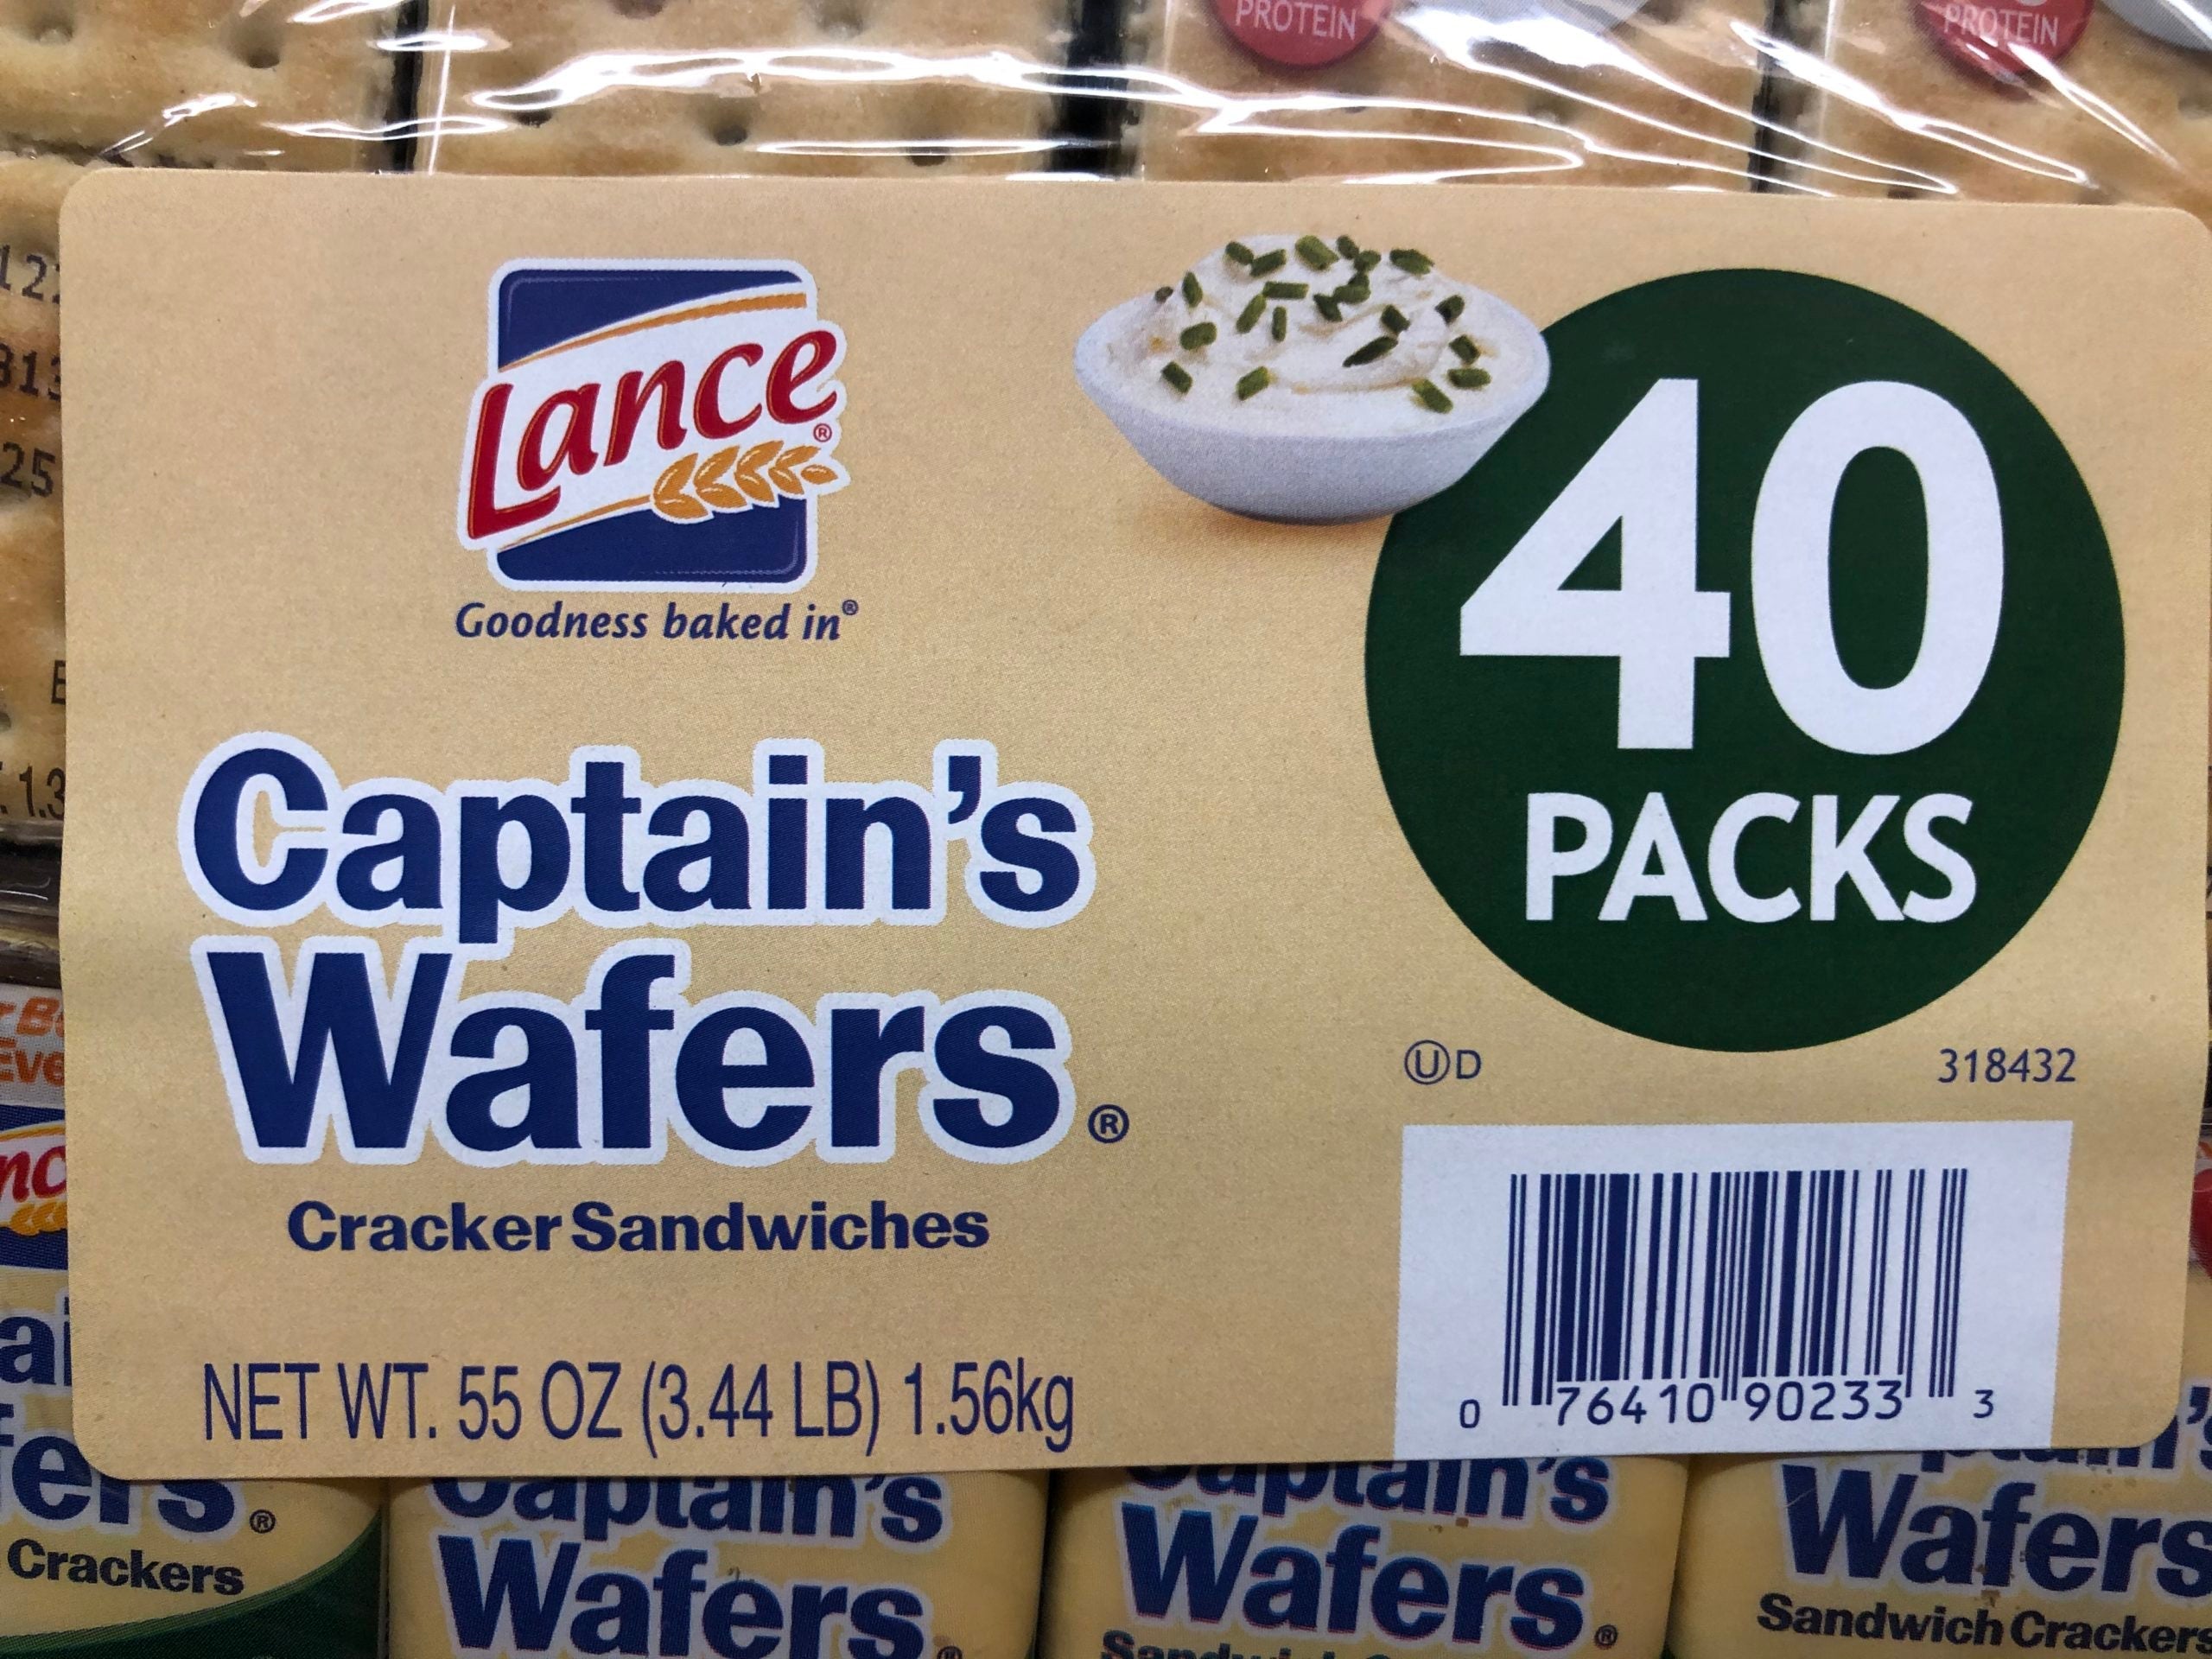 PROTEIN
PROTEIN
Lance®
Goodness baked in®
40
PACKS
Captain's
Wafers®
Cracker Sandwiches
NET WT. 55 OZ (3.44 LB) 1.56kg
ⓊD
318432
0 76410 90233 3
Crackers
Captain's
Wafers®
Captain's
Wafers®
Wafers
Sandwich Crackers